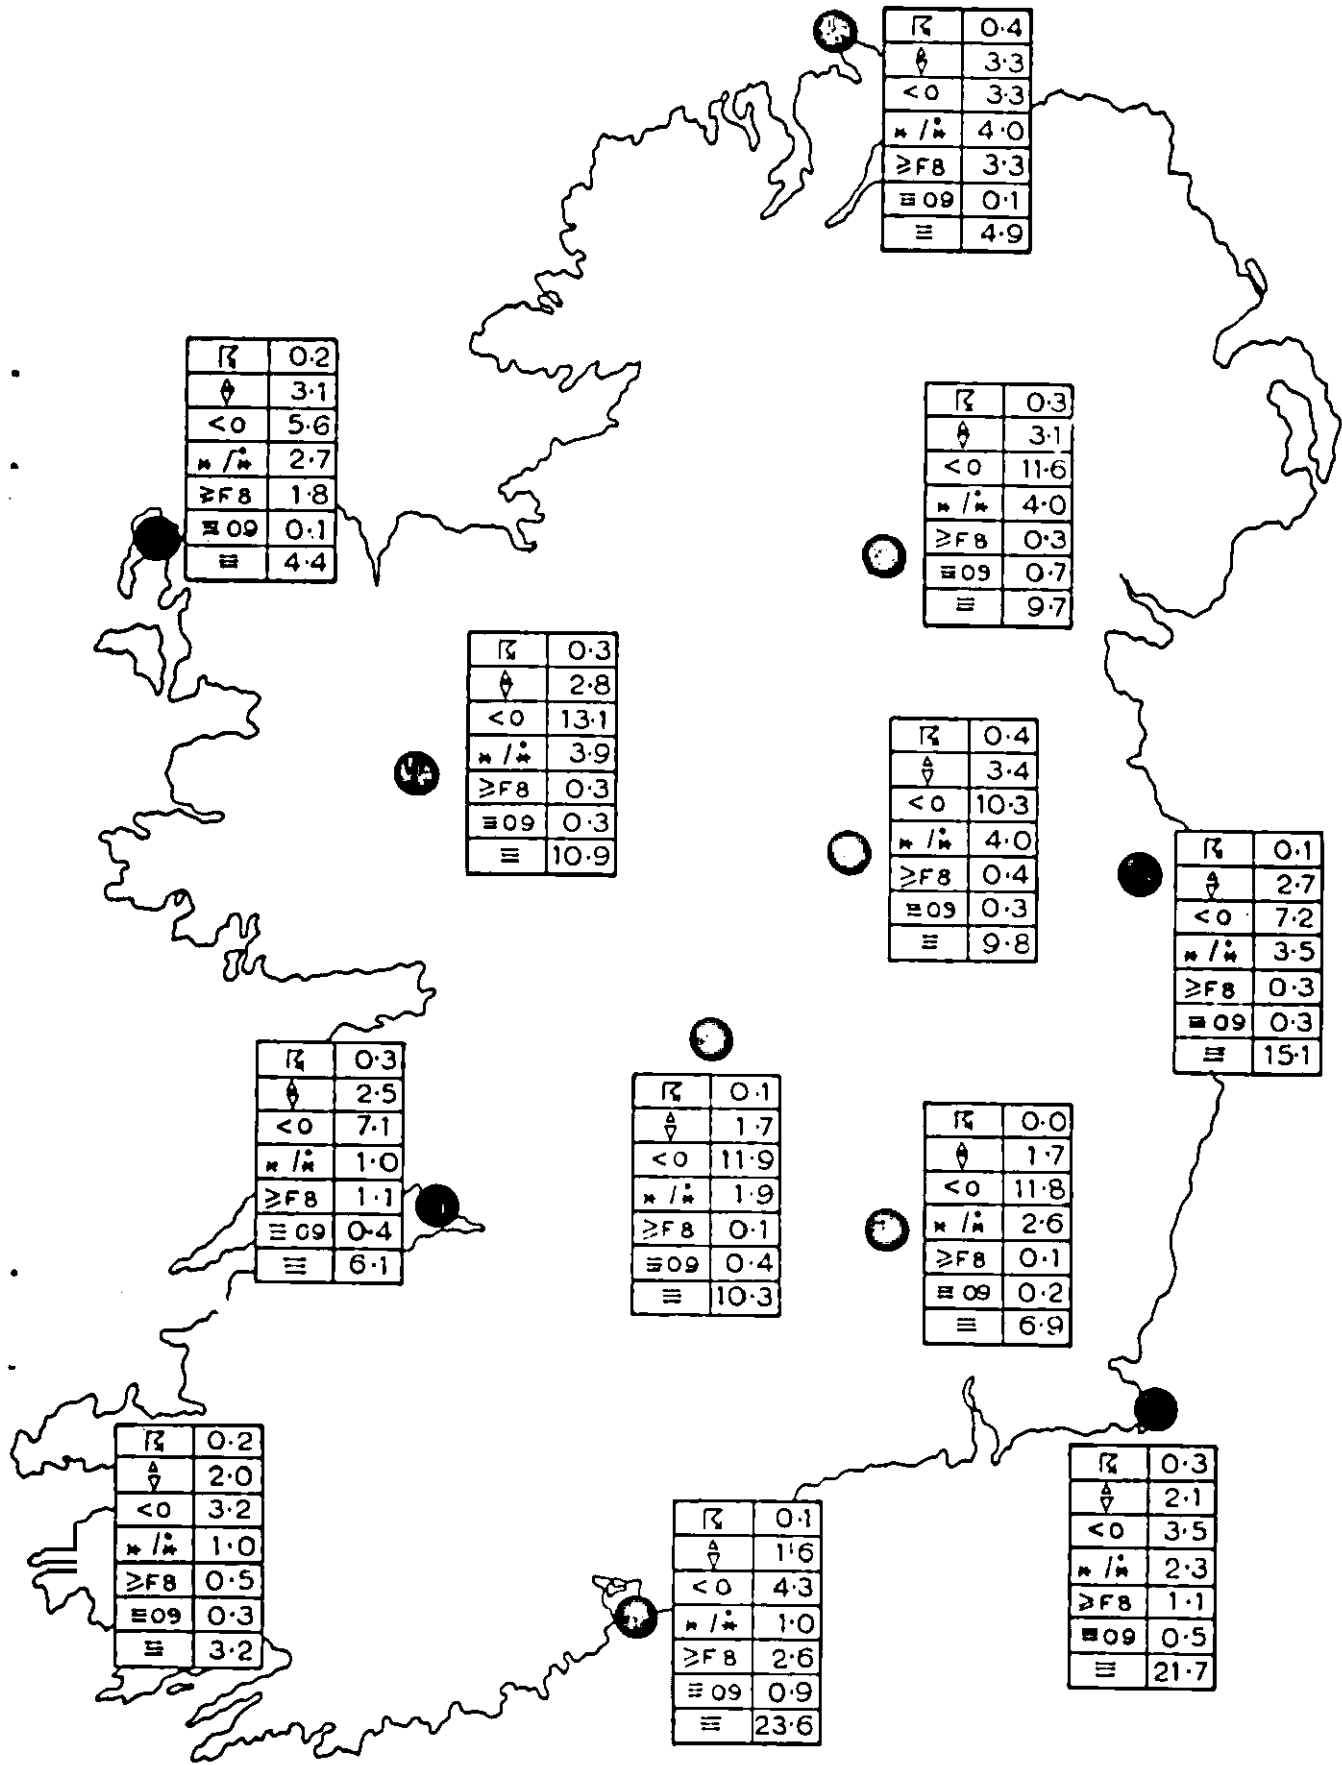 0·4
3·3
<0 3·3
* /⁎ 4·0
≥F8 3·3
≡09 0·1
≡ 4·9
0·2
3·1
<0 5·6
* /⁎ 2·7
≥F8 1·8
≡09 0·1
≡ 4·4
0·3
3·1
<0 11·6
* /⁎ 4·0
≥F8 0·3
≡09 0·7
≡ 9·7
0·3
2·8
<0 13·1
* /⁎ 3·9
≥F8 0·3
≡09 0·3
≡ 10·9
0·4
3·4
<0 10·3
* /⁎ 4·0
≥F8 0·4
≡09 0·3
≡ 9·8
0·1
2·7
<0 7·2
* /⁎ 3·5
≥F8 0·3
≡09 0·3
≡ 15·1
0·3
2·5
<0 7·1
* /⁎ 1·0
≥F8 1·1
≡09 0·4
≡ 6·1
0·1
1·7
<0 11·9
* /⁎ 1·9
≥F8 0·1
≡09 0·4
≡ 10·3
0·0
1·7
<0 11·8
* /⁎ 2·6
≥F8 0·1
≡09 0·2
≡ 6·9
0·2
2·0
<0 3·2
* /⁎ 1·0
≥F8 0·5
≡09 0·3
≡ 3·2
0·1
1·6
<0 4·3
* /⁎ 1·0
≥F8 2·6
≡09 0·9
≡ 23·6
0·3
2·1
<0 3·5
* /⁎ 2·3
≥F8 1·1
≡09 0·5
≡ 21·7